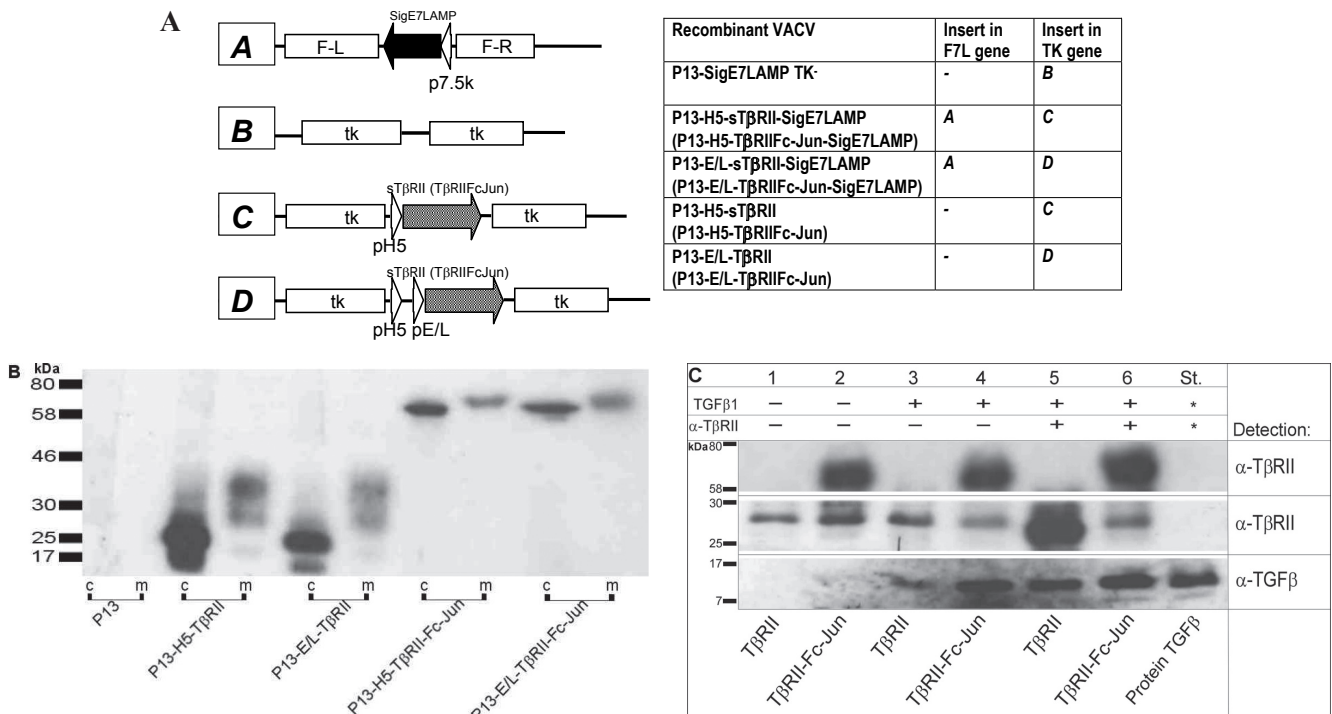 A
SigE7LAMP
A
F-L
F-R
p7.5k
B
tk
tk
sTβRII (TβRIIFcJun)
C
tk
tk
pH5
sTβRII (TβRIIFcJun)
D
tk
tk
pH5 pE/L
Recombinant VACV
Insert in F7L gene
Insert in TK gene
P13-SigE7LAMP TK-
-
B
P13-H5-sTβRII-SigE7LAMP
(P13-H5-TβRIIFc-Jun-SigE7LAMP)
A
C
P13-E/L-sTβRII-SigE7LAMP
(P13-E/L-TβRIIFc-Jun-SigE7LAMP)
A
D
P13-H5-sTβRII
(P13-H5-TβRIIFc-Jun)
-
C
P13-E/L-TβRII
(P13-E/L-TβRIIFc-Jun)
-
D
B
kDa
80
58
46
30
25
17
c m c m c m c m c m
P13
P13-H5-TβRII
P13-E/L-TβRII
P13-H5-TβRII-Fc-Jun
P13-E/L-TβRII-Fc-Jun
C 1 2 3 4 5 6 St.
TGFβ1 − − + + + + *
α-TβRII − − − − + + *
Detection:
kDa 80
58
α-TβRII
30
25
α-TβRII
17
7
α-TGFβ
TβRII
TβRII-Fc-Jun
TβRII
TβRII-Fc-Jun
TβRII
TβRII-Fc-Jun
Protein TGFβ